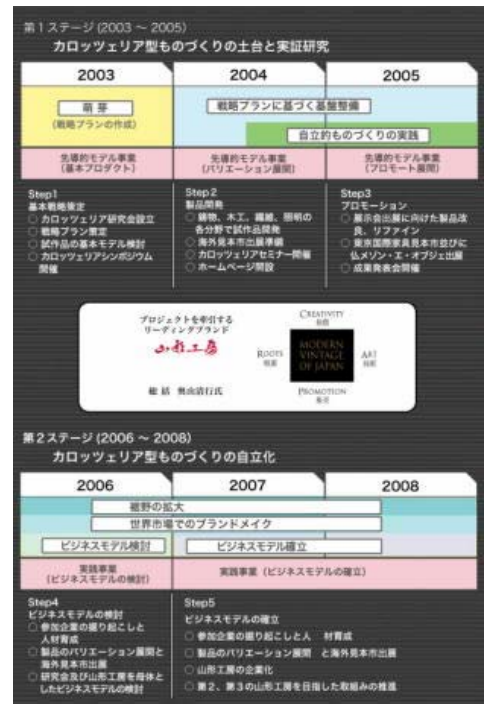 第1ステージ (2003 ～ 2005)
カロッツェリア型ものづくりの土台と実証研究
2003
2004
2005
萌 芽
(戦略プランの作成)
戦略プランに基づく基盤整備
自立的ものづくりの実践
先導的モデル事業
(基本プロダクト)
先導的モデル事業
(バリエーション展開)
先導的モデル事業
(プロモート展開)
Step1
基本戦略策定
○ カロッツェリア研究会設立
○ 戦略プラン策定
○ 試作品の基本モデル検討
○ カロッツェリアシンポジウム
開催
Step2
製品開発
○ 鋳物、木工、繊維、照明の
各分野で試作品開発
○ 海外見本市出展準備
○ カロッツェリアセミナー開催
○ ホームページ開設
Step3
プロモーション
○ 展示会出展に向けた製品改
良、リファイン
○ 東京国際家具見本市並びに
仏メゾン・エ・オブジェ出展
○ 成果発表会開催
プロジェクトを牽引する
リーディングブランド
山形工房
総 括 奥山清行氏
CREATIVITY
ROOTS
MODERN
VINTAGE
OF JAPAN
ART
PROMOTION
第2ステージ (2006 ～ 2008)
カロッツェリア型ものづくりの自立化
2006
2007
2008
裾野の拡大
世界市場でのブランドメイク
ビジネスモデル検討
ビジネスモデル確立
実践事業
(ビジネスモデルの検討)
実践事業 (ビジネスモデルの確立)
Step4
ビジネスモデルの検討
○ 参加企業の掘り起こしと
人材育成
○ 製品のバリエーション展開と
海外見本市出展
○ 研究会及び山形工房を母体と
したビジネスモデルの検討
Step5
ビジネスモデルの確立
○ 参加企業の掘り起こしと人 材育成
○ 製品のバリエーション展開 と海外見本市出展
○ 山形工房の企業化
○ 第2、第3の山形工房を目指した取組みの推進